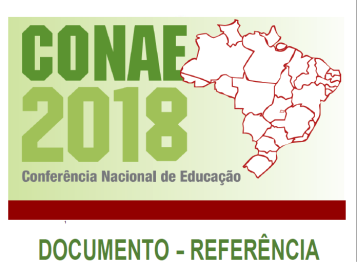 CONAE
2018
Conferência Nacional de Educação
DOCUMENTO - REFERÊNCIA